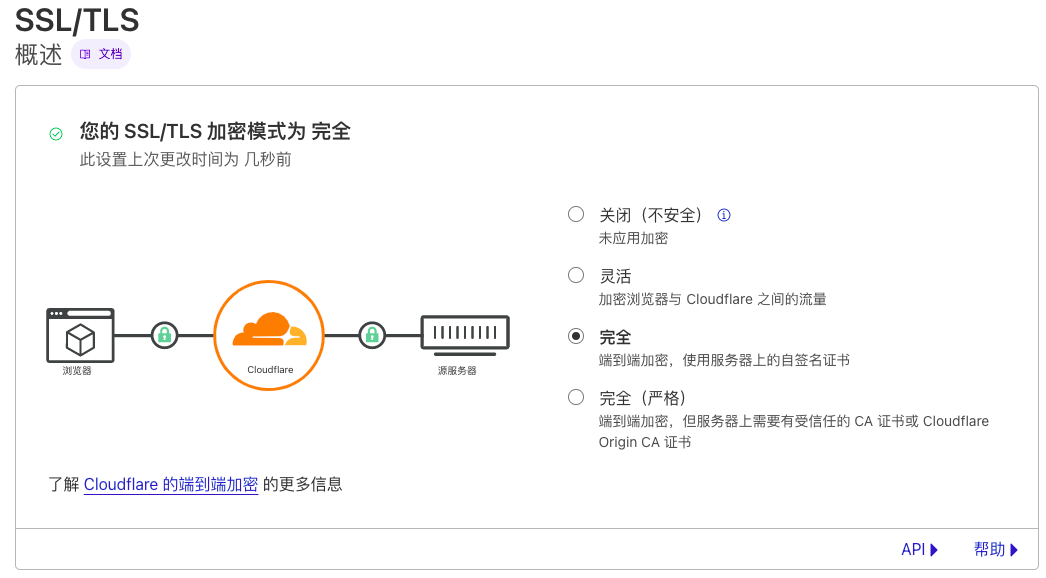 SSL/TLS
概述 文档
您的 SSL/TLS 加密模式为 完全
此设置上次更改时间为 几秒前
关闭（不安全）
未应用加密
灵活
加密浏览器与 Cloudflare 之间的流量
完全
端到端加密，使用服务器上的自签名证书
完全（严格）
端到端加密，但服务器上需要有受信任的 CA 证书或 Cloudflare
Origin CA 证书
浏览器
Cloudflare
源服务器
了解 Cloudflare 的端到端加密 的更多信息
API
帮助